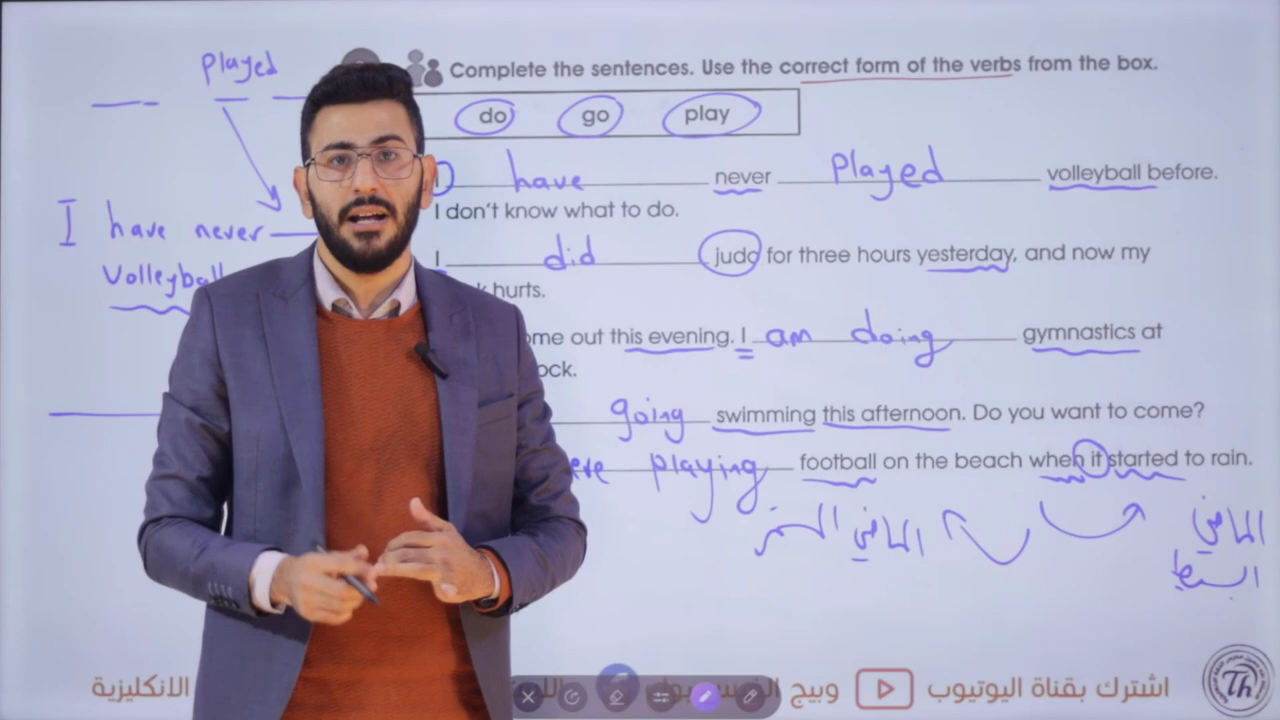 played
Complete the sentences. Use the correct form of the verbs from the box.
do go play
I have never played volleyball before.
I don't know what to do.
I have never
volleyball
I did judo for three hours yesterday, and now my
hurts.
me out this evening. I am doing gymnastics at
ock.
going swimming this afternoon. Do you want to come?
ere playing football on the beach when it started to rain.
الماضي المستمر
الماضي
البسيط
اشترك بقناة اليوتيوب وبيج الانكليزية
Th